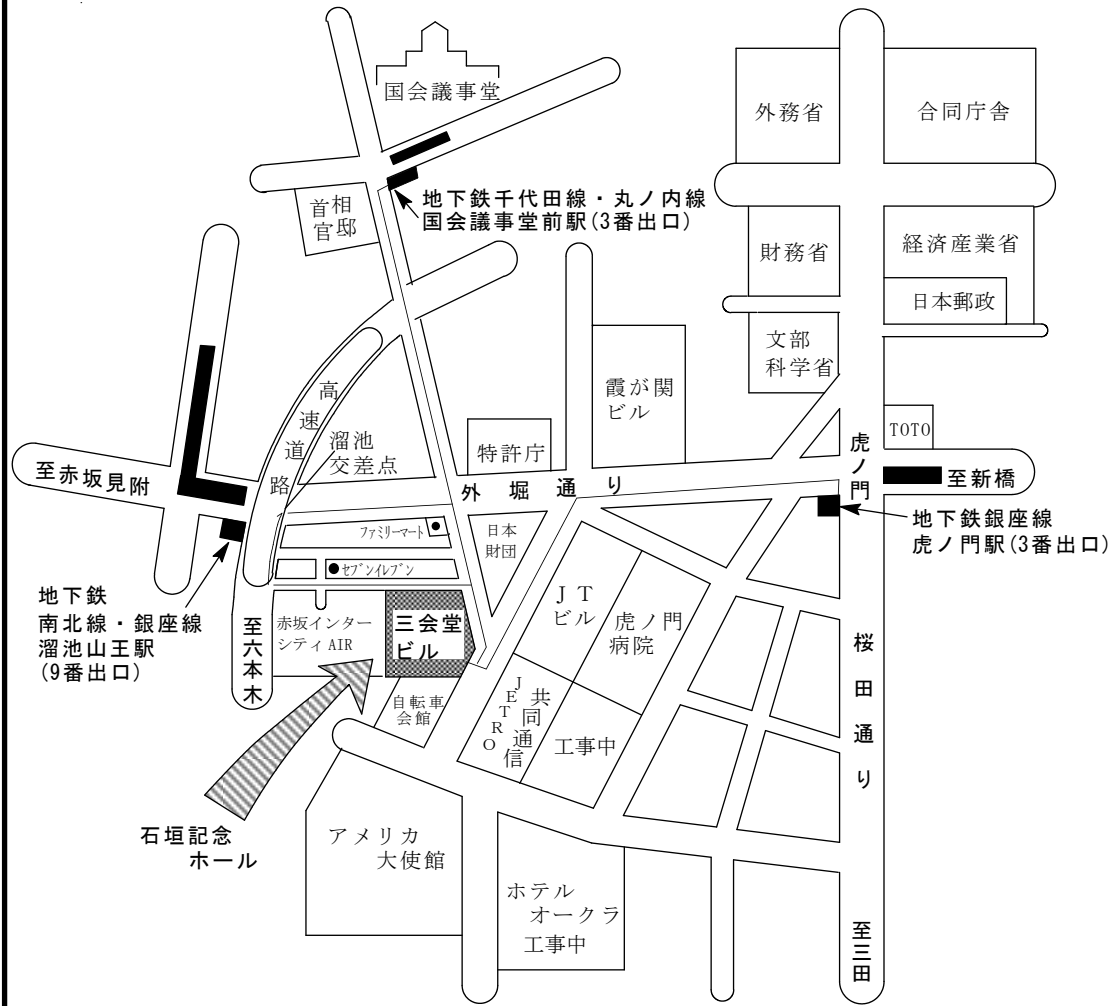 国会議事堂
外務省
合同庁舎
地下鉄千代田線・丸ノ内線
国会議事堂前駅(3番出口)
首相
官邸
財務省
経済産業省
日本郵政
文部
科学省
霞が関
ビル
高速道路
溜池
交差点
特許庁
TOTO
虎ノ門
至赤坂見附
外堀通り
至新橋
ファミリーマート
日本
財団
地下鉄銀座線
虎ノ門駅(3番出口)
セブンイレブン
地下鉄
南北線・銀座線
溜池山王駅
(9番出口)
至六本木
赤坂インター
シティAIR
三会堂
ビル
JT
ビル
虎ノ門
病院
桜田通り
自転車
会館
JETRO
共同通信
工事中
石垣記念
ホール
アメリカ
大使館
ホテル
オークラ
工事中
至三田